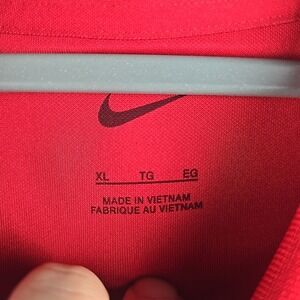 XL TG EG
MADE IN VIETNAM
FABRIQUE AU VIETNAM